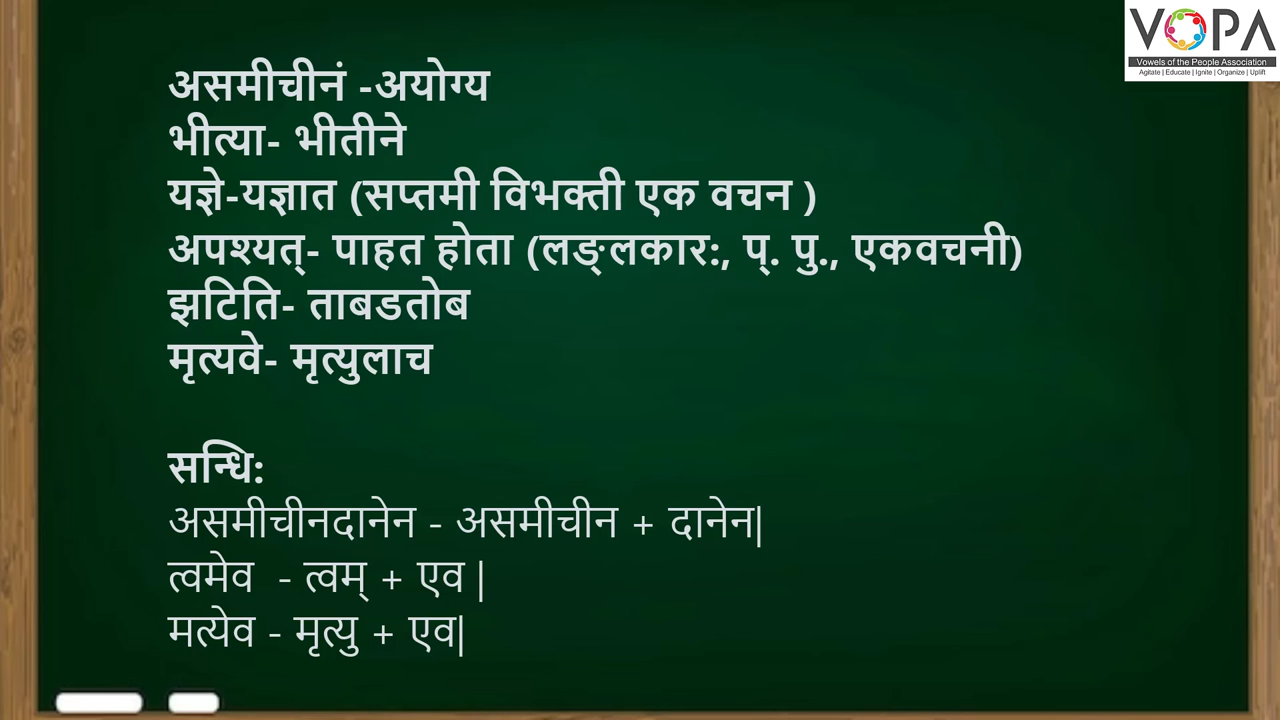 VOPA
Vowels of the People Association
Agitate | Educate | Ignite | Organize | Uplift
असमीचीनं -अयोग्य
भीत्या- भीतीने
यज्ञे-यज्ञात (सप्तमी विभक्ती एक वचन )
अपश्यत्- पाहत होता (लङ्लकार:, प्. पु., एकवचनी)
झटिति- ताबडतोब
मृत्यवे- मृत्युलाच
सन्धि:
असमीचीनदानेन - असमीचीन + दानेन|
त्वमेव - त्वम् + एव |
मत्येव - मृत्यु + एव|